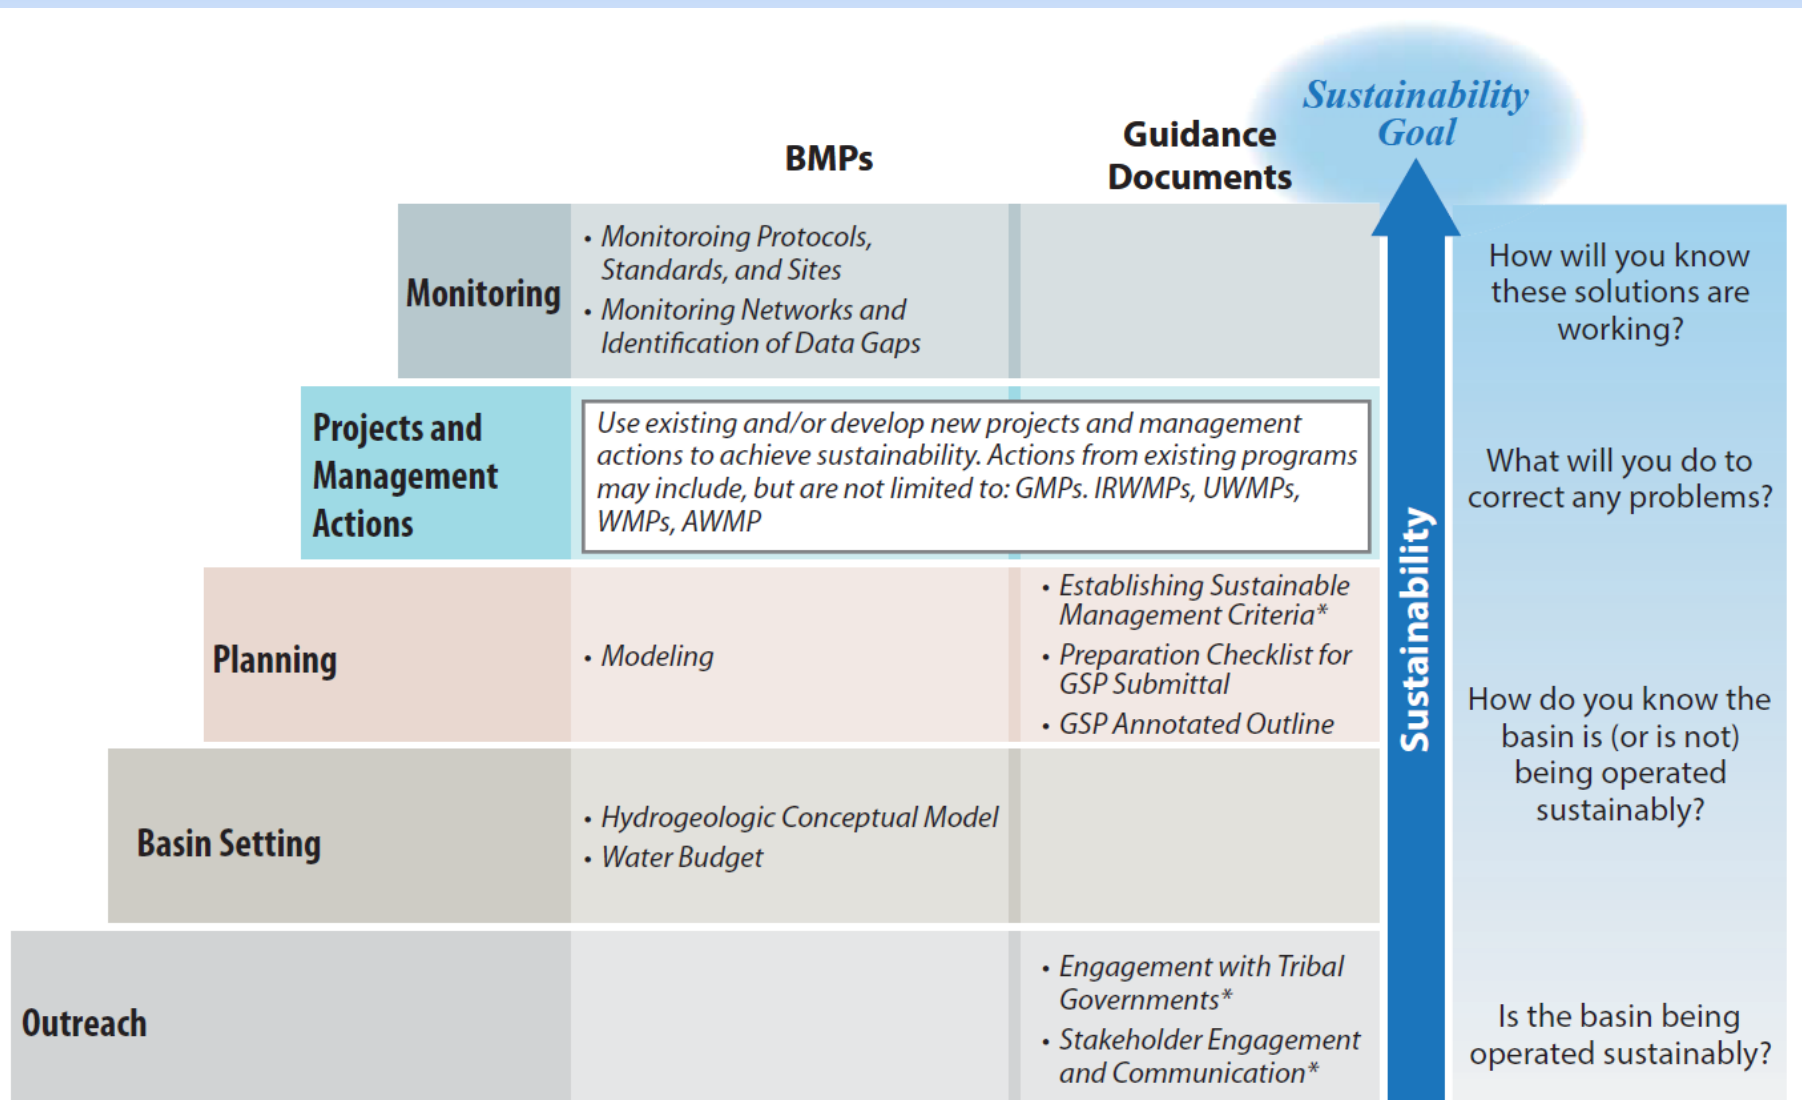 Sustainability
Goal
BMPs
Guidance
Documents
Monitoring
• Monitoroing Protocols,
Standards, and Sites
• Monitoring Networks and
Identification of Data Gaps
How will you know
these solutions are
working?
Projects and
Management
Actions
Use existing and/or develop new projects and management
actions to achieve sustainability. Actions from existing programs
may include, but are not limited to: GMPs. IRWMPs, UWMPs,
WMPs, AWMP
What will you do to
correct any problems?
Planning
• Modeling
• Establishing Sustainable
Management Criteria*
• Preparation Checklist for
GSP Submittal
• GSP Annotated Outline
Sustainability
How do you know the
basin is (or is not)
being operated
sustainably?
Basin Setting
• Hydrogeologic Conceptual Model
• Water Budget
Outreach
• Engagement with Tribal
Governments*
• Stakeholder Engagement
and Communication*
Is the basin being
operated sustainably?